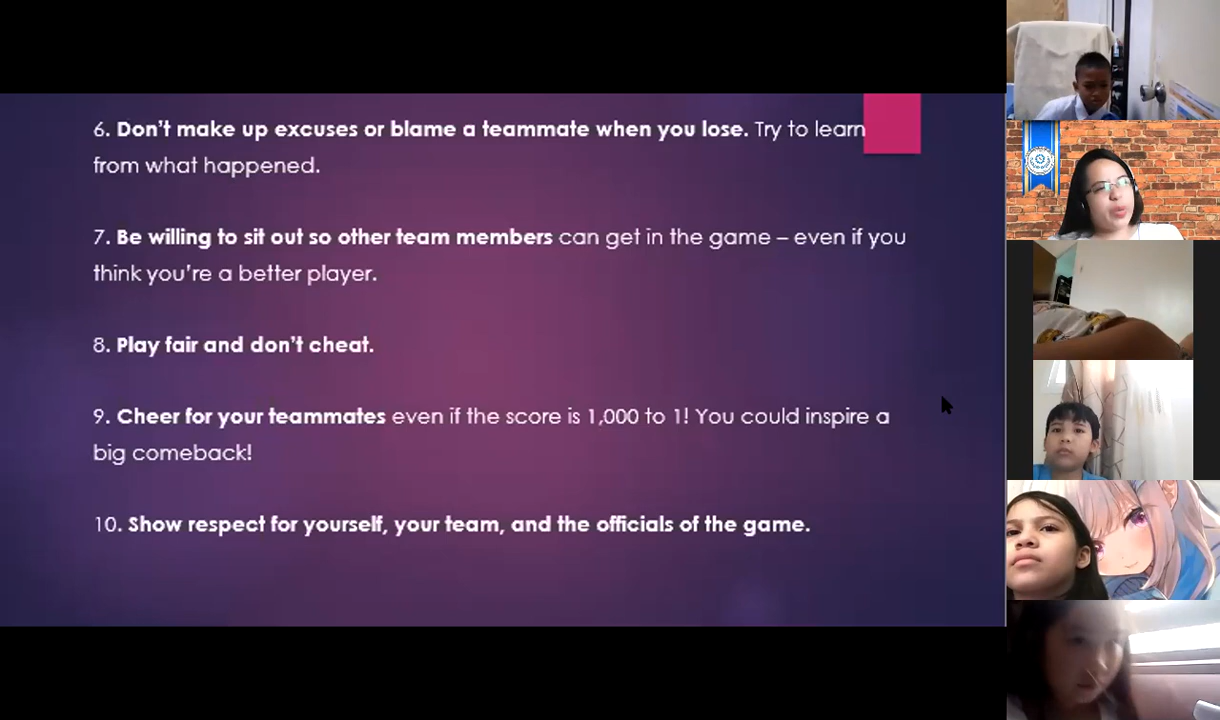 6. Don't make up excuses or blame a teammate when you lose. Try to learn
from what happened.
7. Be willing to sit out so other team members can get in the game – even if you
think you're a better player.
8. Play fair and don't cheat.
9. Cheer for your teammates even if the score is 1,000 to 1! You could inspire a
big comeback!
10. Show respect for yourself, your team, and the officials of the game.